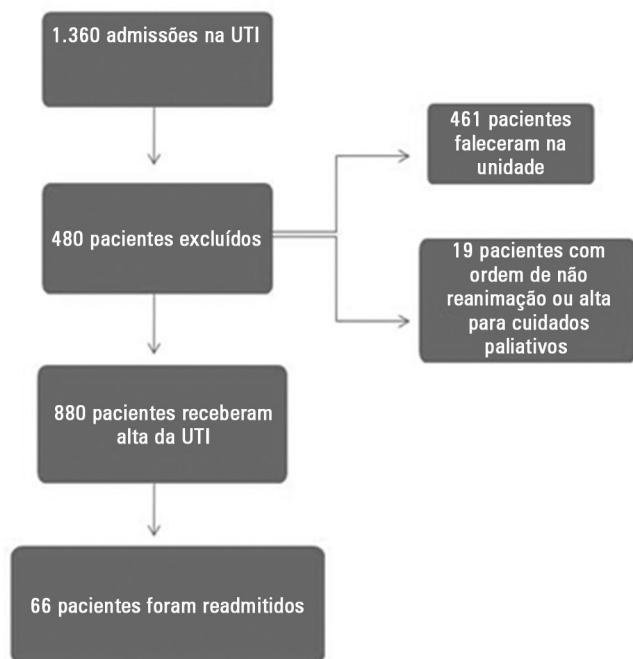 1.360 admissões na UTI
461 pacientes
faleceram na
unidade
480 pacientes excluídos
19 pacientes com
ordem de não
reanimação ou alta
para cuidados
paliativos
880 pacientes receberam
alta da UTI
66 pacientes foram readmitidos